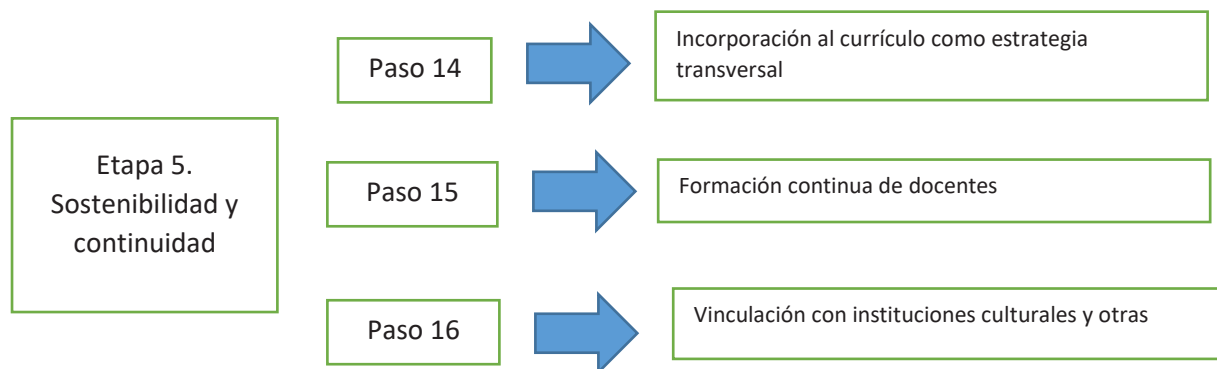 Etapa 5.
Sostenibilidad y
continuidad
Paso 14
Incorporación al currículo como estrategia
transversal
Paso 15
Formación continua de docentes
Paso 16
Vinculación con instituciones culturales y otras